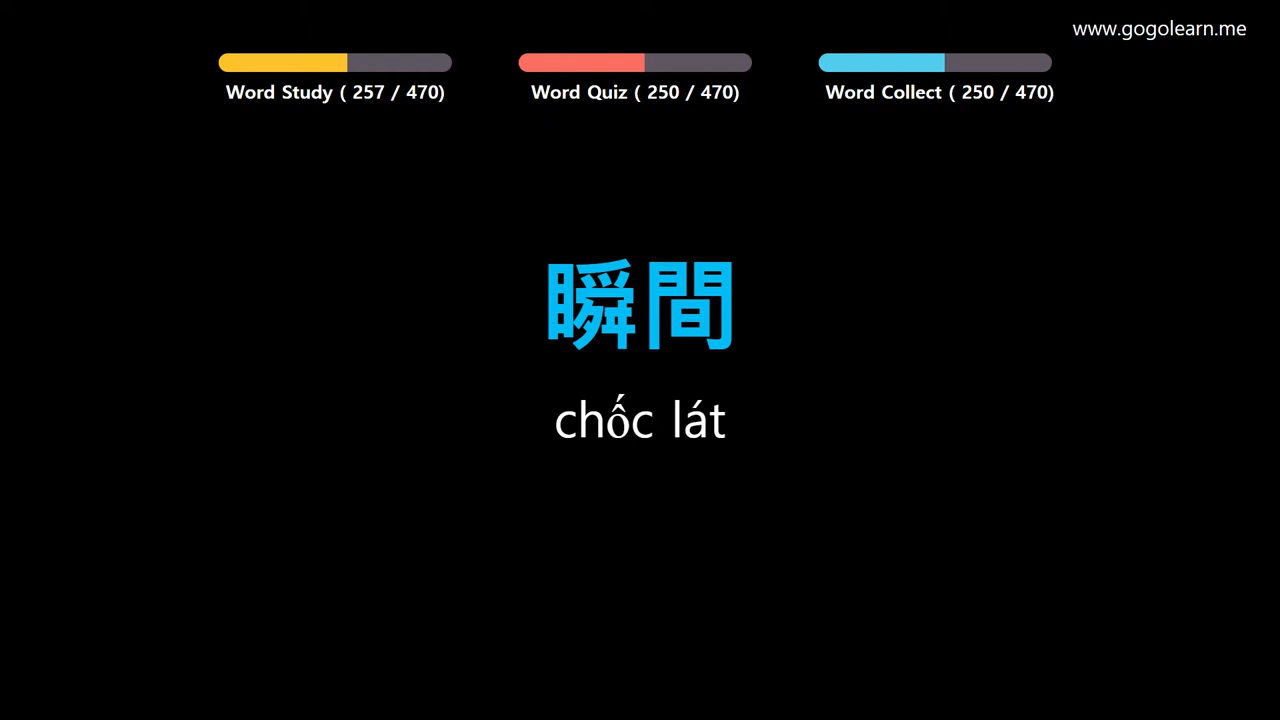 www.gogolearn.me
Word Study ( 257 / 470)
Word Quiz ( 250 / 470)
Word Collect ( 250 / 470)
瞬間
chốc lát